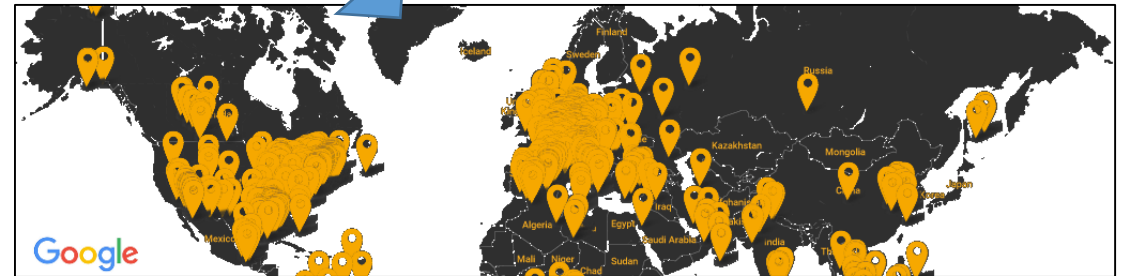 Finland
Iceland
Sweden
Russia
Kazakhstan
Mongolia
Japan
Iraq
Algeria
Egypt
Saudi Arabia
India
Mexico
Mali
Niger
Chad
Sudan
Google